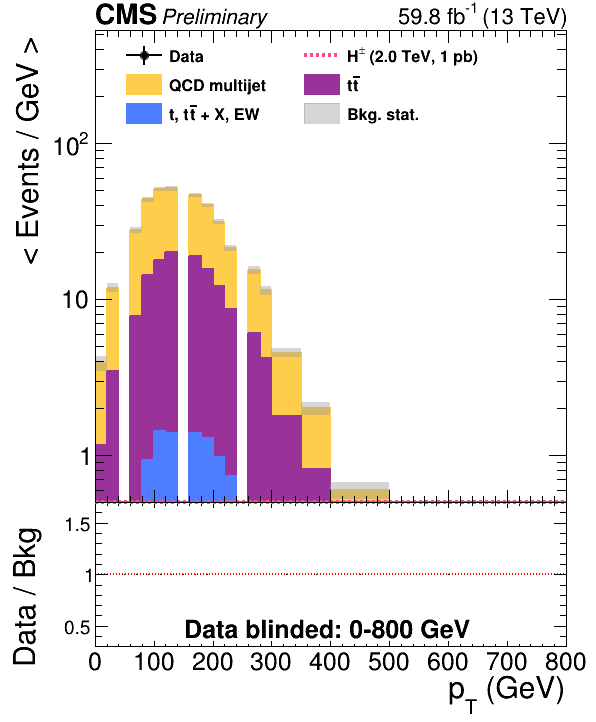 CMS Preliminary 59.8 fb-1 (13 TeV)
< Events / GeV >
Data
H± (2.0 TeV, 1 pb)
QCD multijet
tt̄
t, tt̄ + X, EW
Bkg. stat.
10²
10
1
Data / Bkg
1.5
1
0.5
Data blinded: 0-800 GeV
0 100 200 300 400 500 600 700 800
pT (GeV)